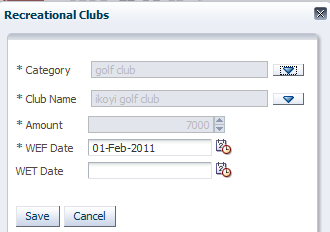 Recreational Clubs
* Category golf club
* Club Name ikoyi golf club
* Amount 7000
* WEF Date 01-Feb-2011
WET Date
Save Cancel